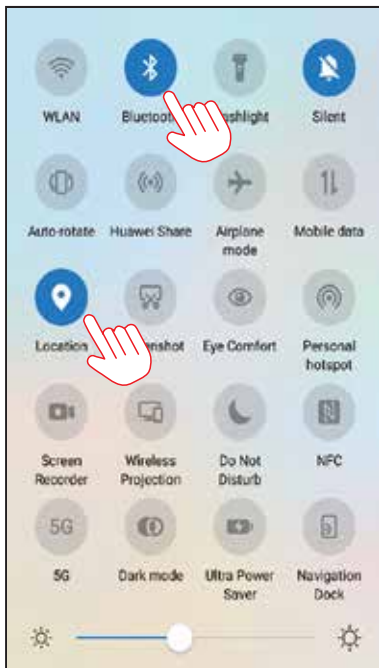 WLAN
Silent
Auto-rotate Huawei Share Airplane mode Mobile data
Location Eye Comfort Personal hotspot
Screen Recorder Wireless Projection Do Not Disturb NFC
5G
5G Dark mode Ultra Power Saver Navigation Dock